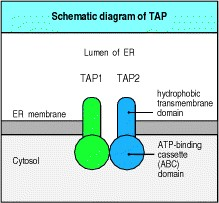 Schematic diagram of TAP
Lumen of ER
TAP1 TAP2
hydrophobic
transmembrane
domain
ER membrane
Cytosol
ATP-binding
cassette
(ABC)
domain